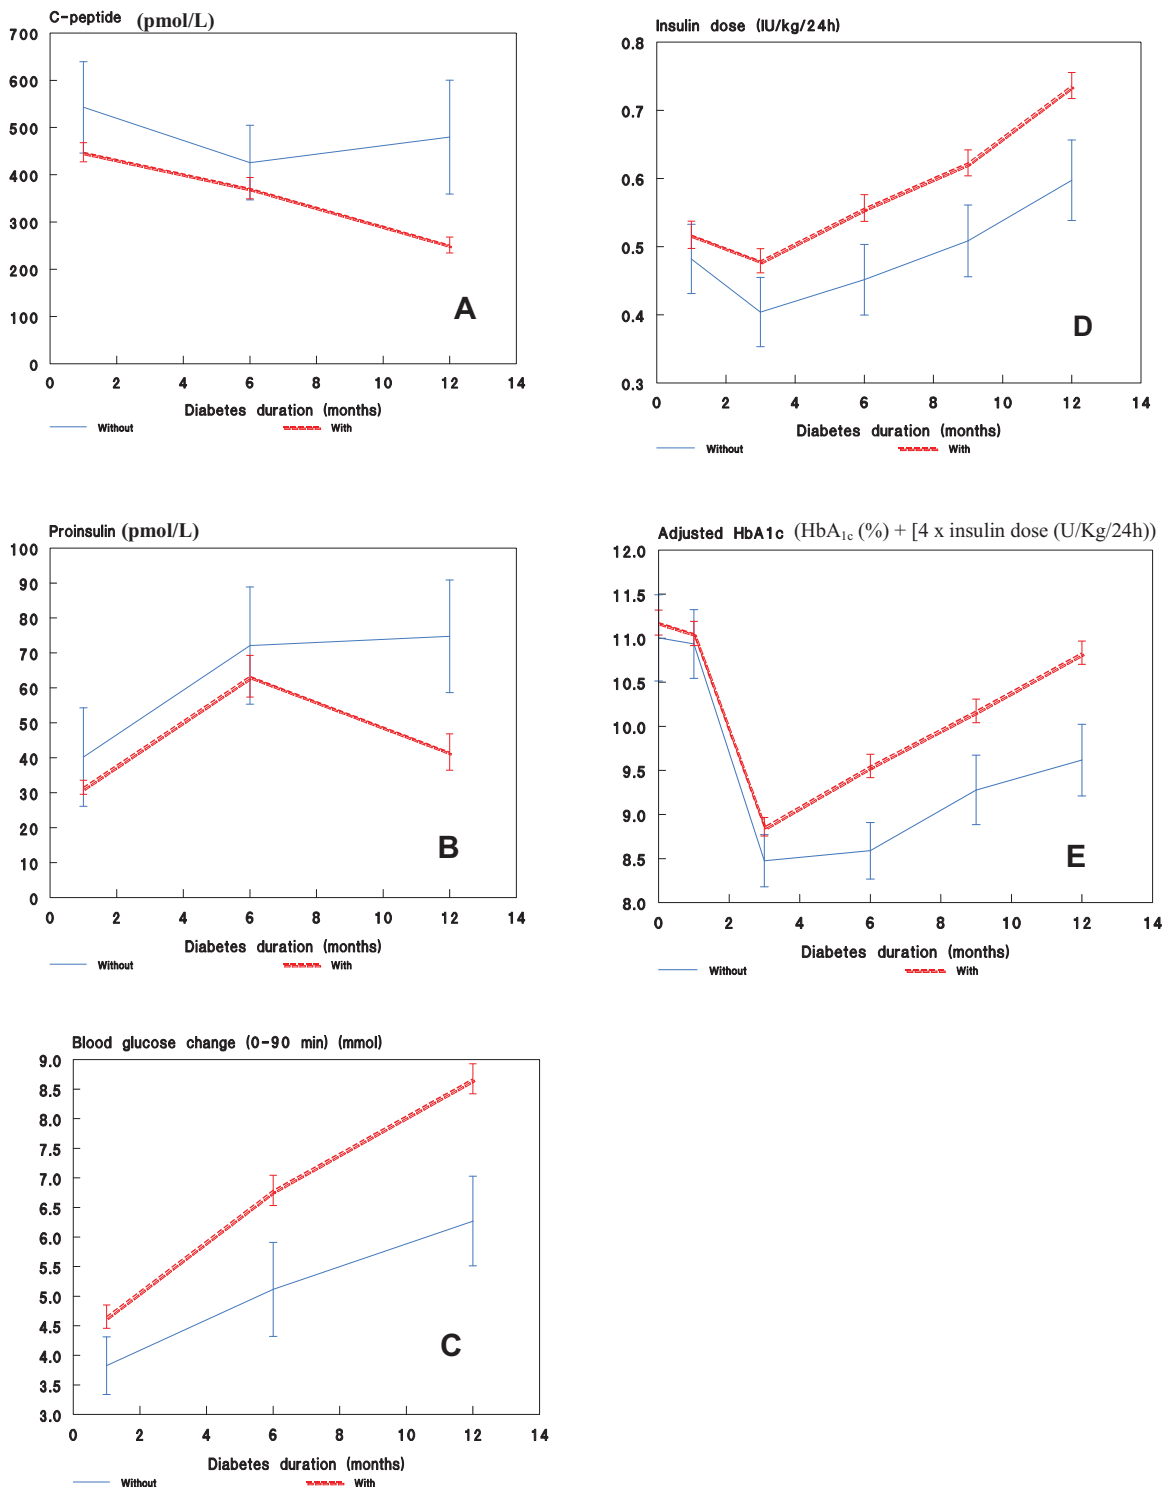 C-peptide (pmol/L)
700
600
500
400
300
200
100
0
A
0 2 4 6 8 10 12 14
Diabetes duration (months)
Without With
Insulin dose (IU/kg/24h)
0.8
0.7
0.6
0.5
0.4
0.3
D
0 2 4 6 8 10 12 14
Diabetes duration (months)
Without With
Proinsulin (pmol/L)
100
90
80
70
60
50
40
30
20
10
0
B
0 2 4 6 8 10 12 14
Diabetes duration (months)
Without With
Adjusted HbA1c (HbA1c (%) + [4 x insulin dose (U/Kg/24h))
12.0
11.5
11.0
10.5
10.0
9.5
9.0
8.5
8.0
E
0 2 4 6 8 10 12 14
Diabetes duration (months)
Without With
Blood glucose change (0-90 min) (mmol)
9.0
8.5
8.0
7.5
7.0
6.5
6.0
5.5
5.0
4.5
4.0
3.5
3.0
C
0 2 4 6 8 10 12 14
Diabetes duration (months)
Without With